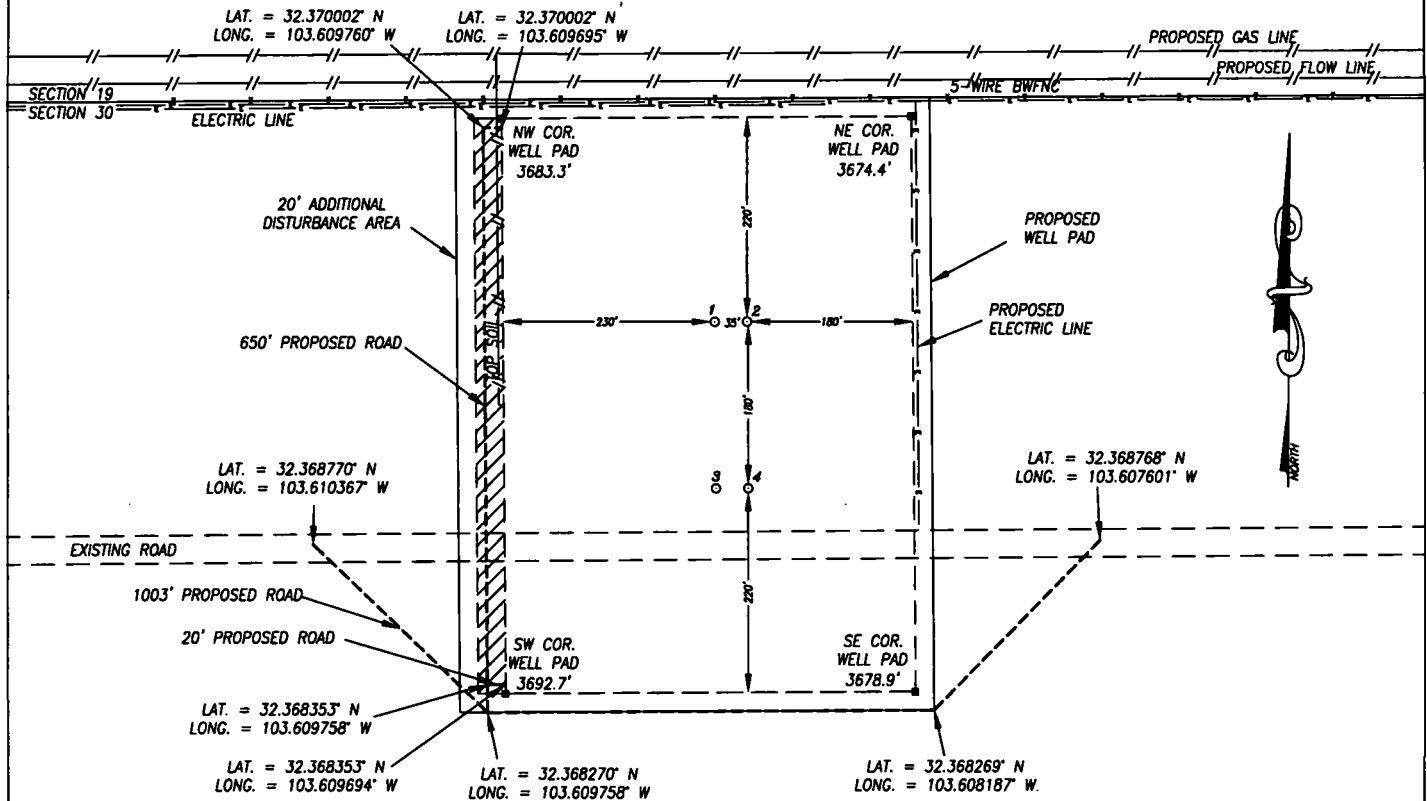 LAT. = 32.370002° N
LONG. = 103.609760° W
LAT. = 32.370002° N
LONG. = 103.609695° W
PROPOSED GAS LINE
PROPOSED FLOW LINE
5-WIRE BWFNC
SECTION 19
SECTION 30
ELECTRIC LINE
NW COR.
WELL PAD
3683.3'
NE COR.
WELL PAD
3674.4'
20' ADDITIONAL
DISTURBANCE AREA
220'
PROPOSED
WELL PAD
TOP SOIL
230'
1
35'
2
180'
PROPOSED
ELECTRIC LINE
650' PROPOSED ROAD
180'
NORTH
LAT. = 32.368770° N
LONG. = 103.610367° W
3
4
LAT. = 32.368768° N
LONG. = 103.607601° W
EXISTING ROAD
1003' PROPOSED ROAD
220'
20' PROPOSED ROAD
SW COR.
WELL PAD
3692.7'
SE COR.
WELL PAD
3678.9'
LAT. = 32.368353° N
LONG. = 103.609758° W
LAT. = 32.368353° N
LONG. = 103.609694° W
LAT. = 32.368270° N
LONG. = 103.609758° W
LAT. = 32.368269° N
LONG. = 103.608187° W.